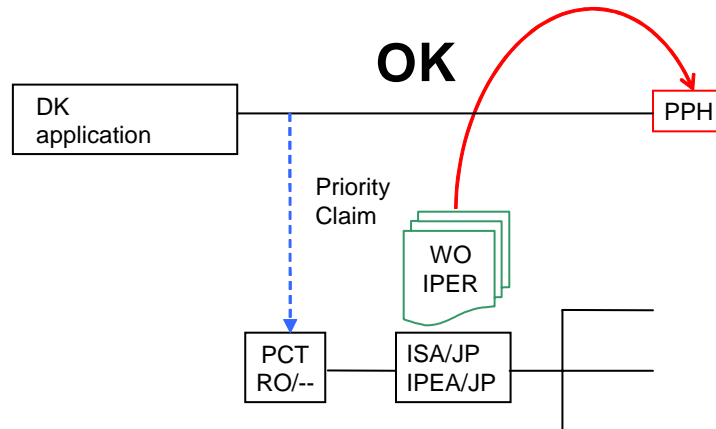 OK
DK
application
PPH
Priority
Claim
WO
IPER
PCT
RO/--
ISA/JP
IPEA/JP